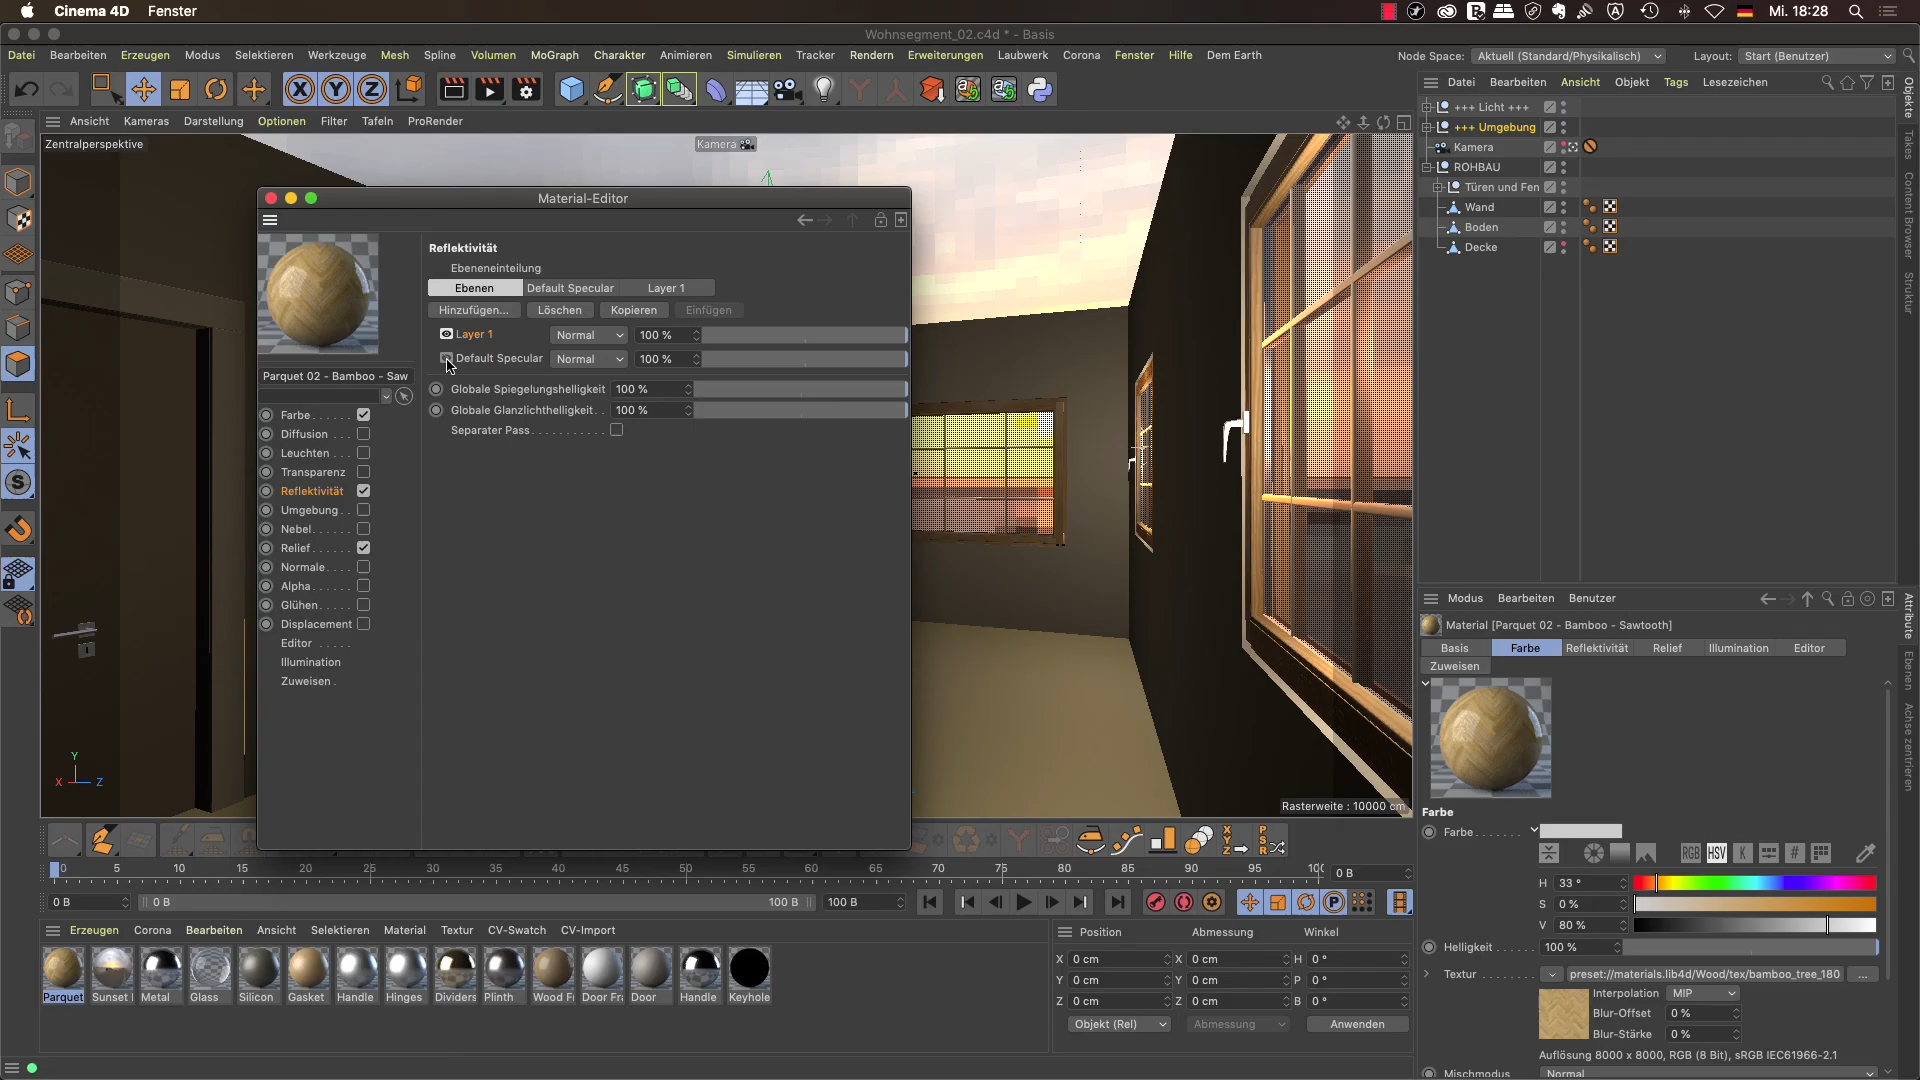 Cinema 4D Fenster
Mi. 18:28
Wohnsegment_02.c4d * - Basis
Datei Bearbeiten Erzeugen Modus Selektieren Werkzeuge Mesh Spline Volumen MoGraph Charakter Animieren Simulieren Tracker Rendern Erweiterungen Laubwerk Corona Fenster Hilfe Dem Earth
Node Space: Aktuell (Standard/Physikalisch) Layout: Start (Benutzer)
Datei Bearbeiten Ansicht Objekt Tags Lesezeichen
+++ Licht +++
+++ Umgebung
Kamera
ROHBAU
Türen und Fen
Wand
Boden
Decke
Objekte
Takes
Content Browser
Struktur
Ansicht Kameras Darstellung Optionen Filter Tafeln ProRender
Zentralperspektive
Kamera
Rasterweite : 10000 cm
Y
X Z
Material-Editor
Parquet 02 - Bamboo - Saw
Farbe
Diffusion
Leuchten
Transparenz
Reflektivität
Umgebung
Nebel
Relief
Normale
Alpha
Glühen
Displacement
Editor
Illumination
Zuweisen
Reflektivität
Ebeneneinteilung
Ebenen Default Specular Layer 1
Hinzufügen... Löschen Kopieren Einfügen
Layer 1 Normal 100 %
Default Specular Normal 100 %
Globale Spiegelungshelligkeit 100 %
Globale Glanzlichthelligkeit 100 %
Separater Pass
Modus Bearbeiten Benutzer
Material [Parquet 02 - Bamboo - Sawtooth]
Basis Farbe Reflektivität Relief Illumination Editor
Zuweisen
Farbe
Farbe
RGB HSV K #
H 33 °
S 0 %
V 80 %
Helligkeit 100 %
Textur preset://materials.lib4d/Wood/tex/bamboo_tree_180 ...
Interpolation MIP
Blur-Offset 0 %
Blur-Stärke 0 %
Auflösung 8000 x 8000, RGB (8 Bit), sRGB IEC61966-2.1
Mischmodus Normal
Attribute
Ebenen
Achse zentrieren
0 5 10 15 20 25 30 35 40 45 50 55 60 65 70 75 80 85 90 95 0 B
0 B 0 B 100 B 100 B
Erzeugen Corona Bearbeiten Ansicht Selektieren Material Textur CV-Swatch CV-Import
Parquet Sunset Metal Glass Silicon Gasket Handle Hinges Dividers Plinth Wood Fr Door Fra Door Handle Keyhole
Position Abmessung Winkel
X 0 cm X 0 cm H 0 °
Y 0 cm Y 0 cm P 0 °
Z 0 cm Z 0 cm B 0 °
Objekt (Rel) Abmessung Anwenden